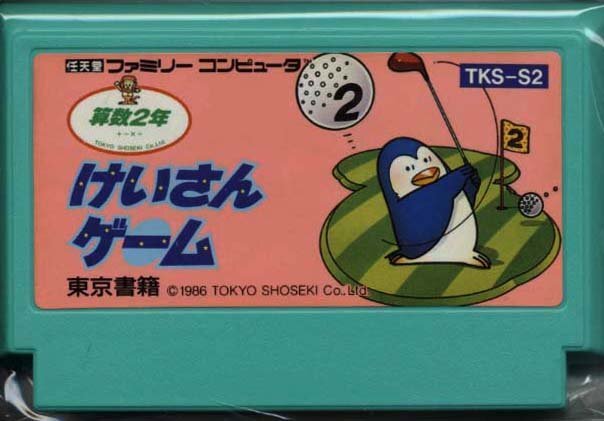 任天堂 ファミリー コンピュータ™
TKS-S2
算数2年
+-×÷
TOKYO SHOSEKI CO.,Ltd.
2
2
けいさん
ゲーム
東京書籍 ©1986 TOKYO SHOSEKI Co.,Ltd.